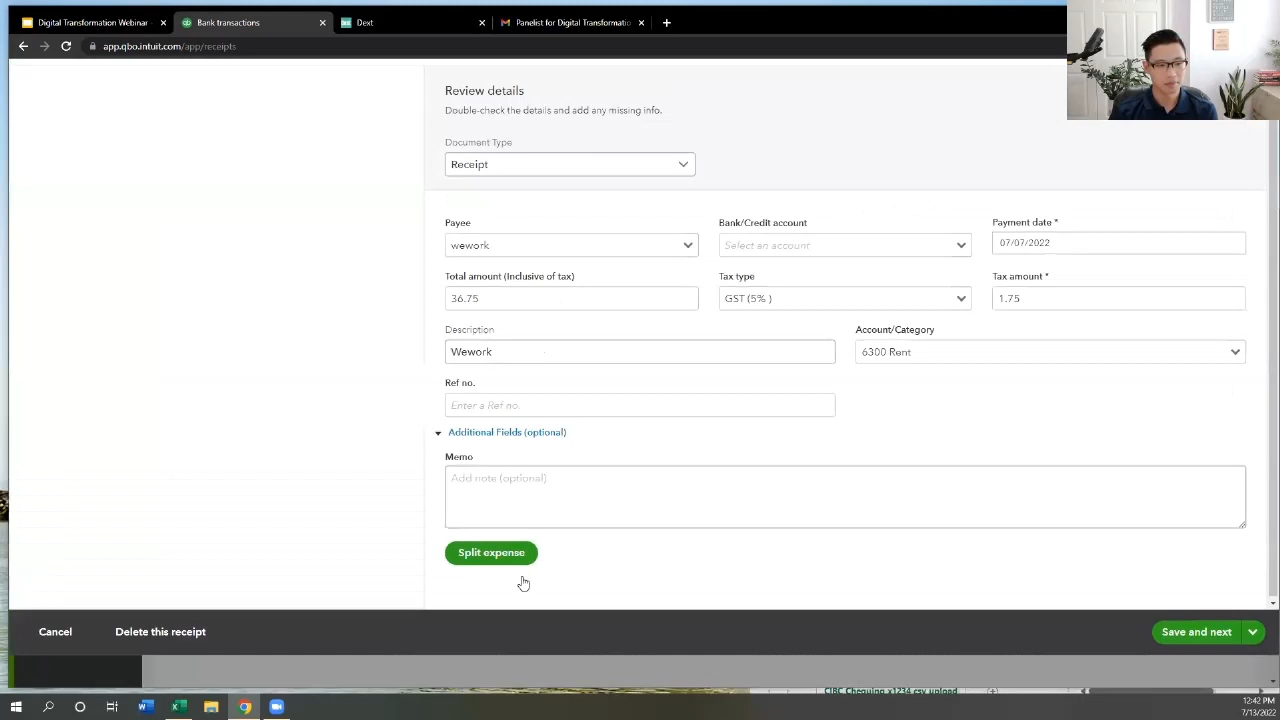 Digital Transformation Webinar
Bank transactions
Dext
Panelist for Digital Transformatio
app.qbo.intuit.com/app/receipts
Review details
Double-check the details and add any missing info.
Document Type
Receipt
Payee
Bank/Credit account
Payment date *
wework
Select an account
07/07/2022
Total amount (Inclusive of tax)
Tax type
Tax amount *
36.75
GST (5% )
1.75
Description
Account/Category
Wework
6300 Rent
Ref no.
Enter a Ref no.
Additional Fields (optional)
Memo
Add note (optional)
Split expense
Cancel
Delete this receipt
Save and next
CIBC Chequing x1234 csv upload
12:42 PM
7/13/2022